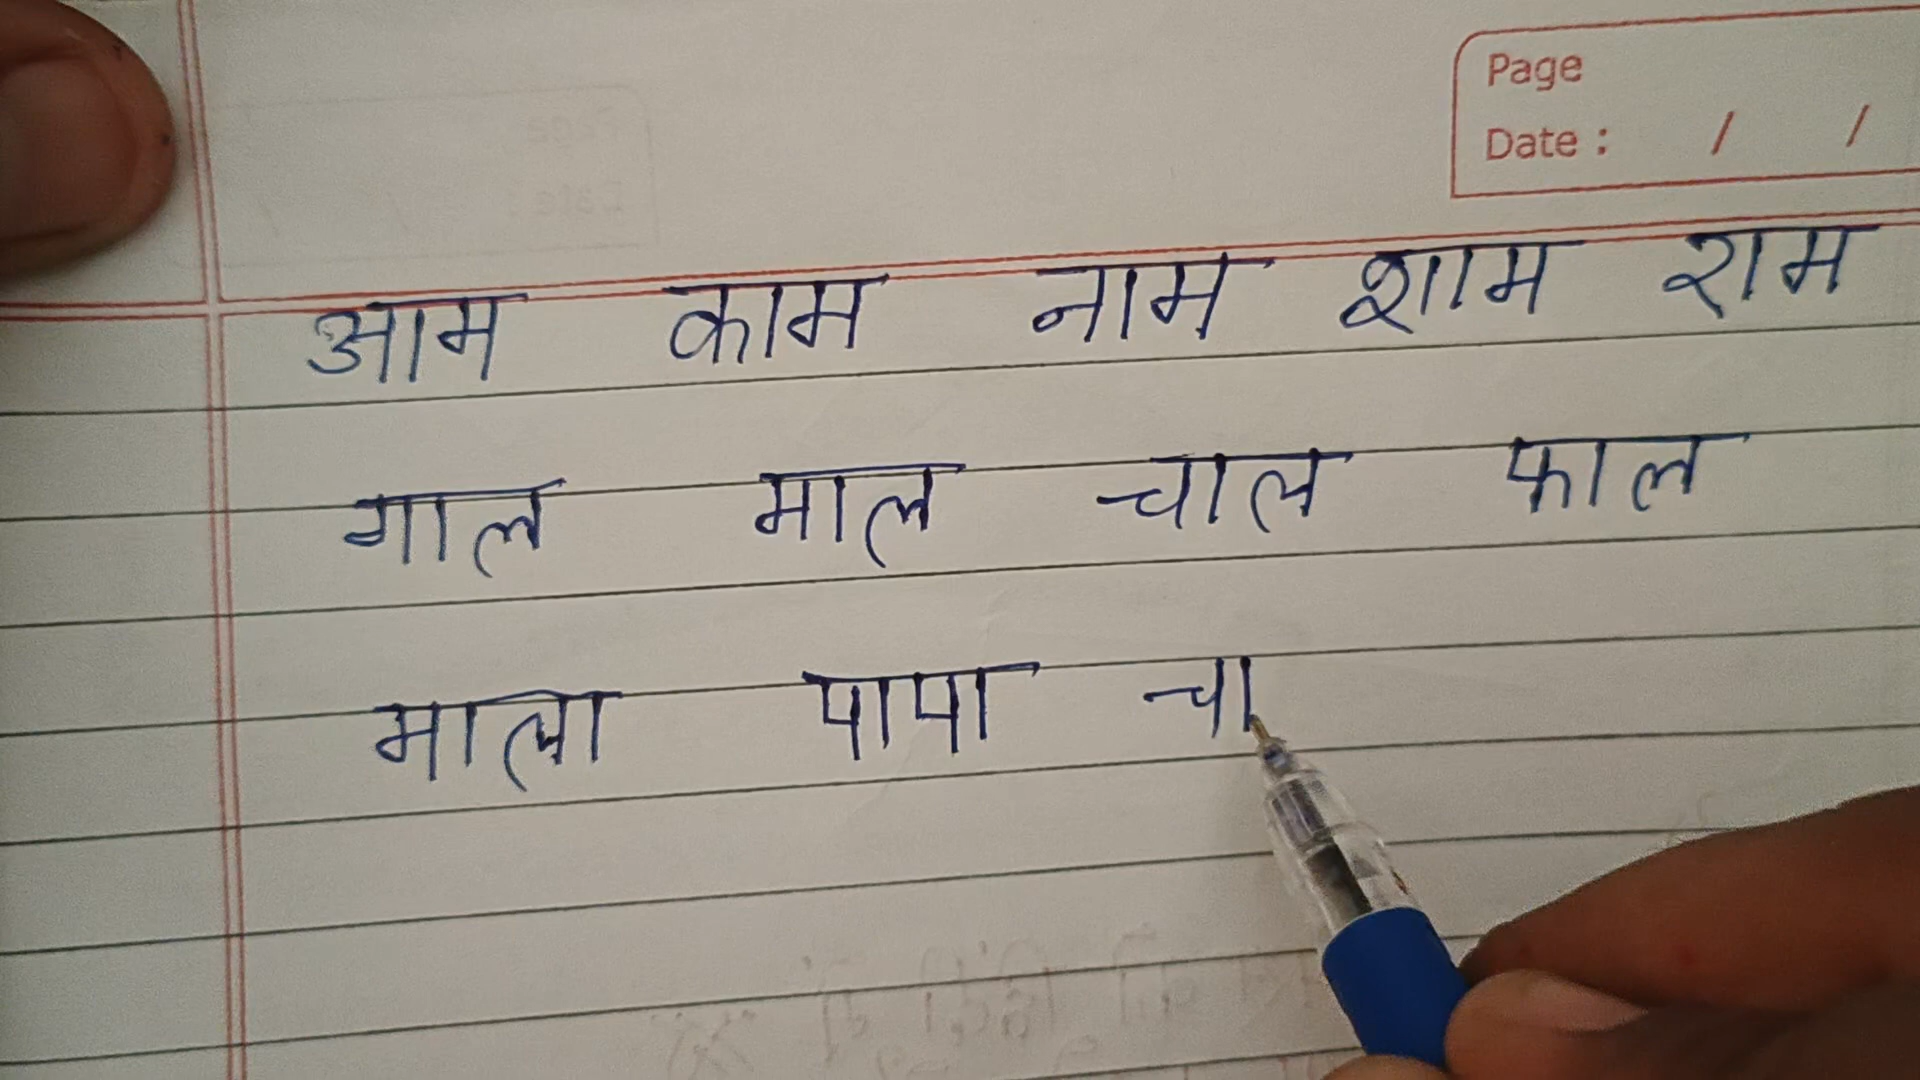 Page
Date : / /
आम काम नाम शाम राम
गाल माल चाल फाल
माला पापा चा